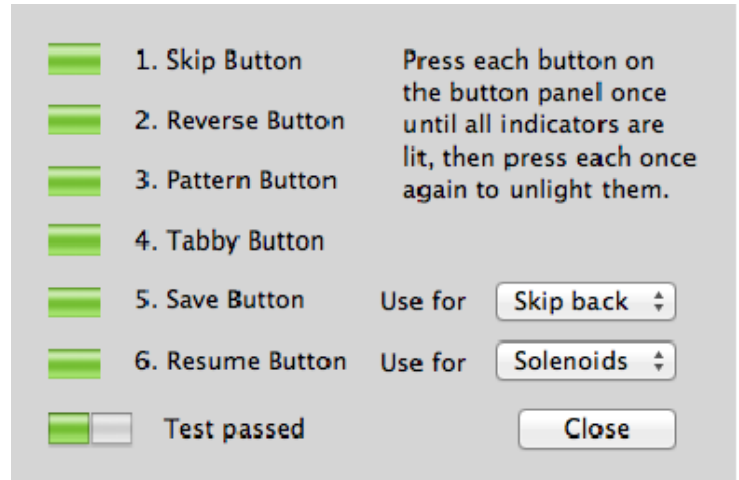 1. Skip Button
2. Reverse Button
3. Pattern Button
4. Tabby Button
5. Save Button
6. Resume Button
Test passed
Press each button on
the button panel once
until all indicators are
lit, then press each once
again to unlight them.
Use for Skip back
Use for Solenoids
Close